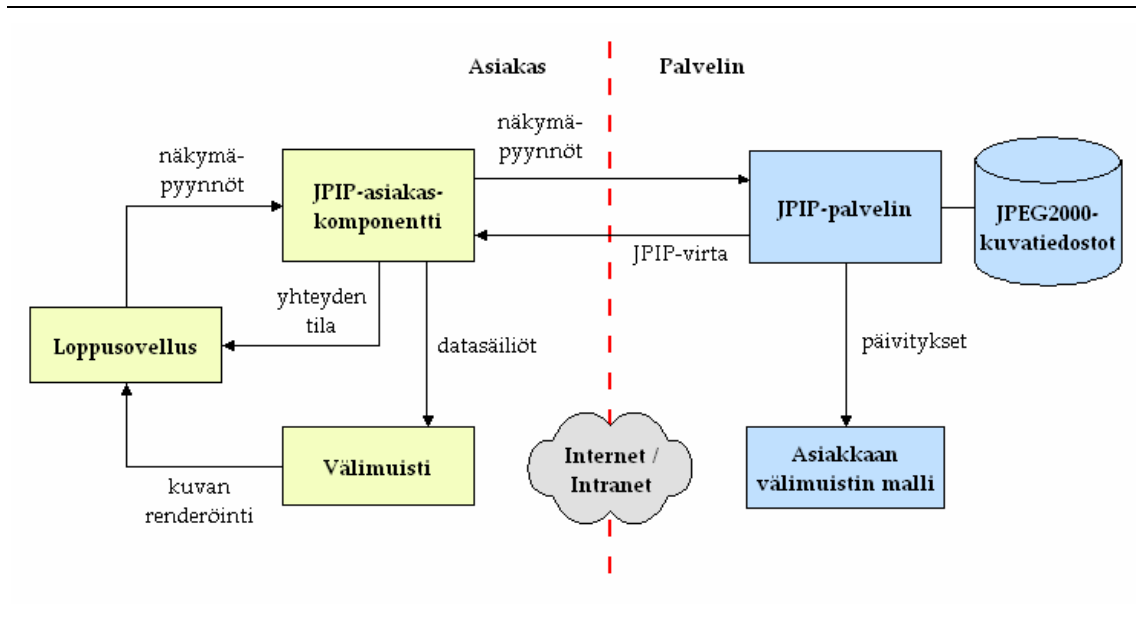 Asiakas
Palvelin
näkymä-
pyynnöt
näkymä-
pyynnöt
JPIP-asiakas-
komponentti
JPIP-palvelin
JPEG2000-
kuvatiedostot
JPIP-virta
yhteyden
tila
Loppusovellus
datasäiliöt
päivitykset
Välimuisti
Internet /
Intranet
Asiakkaan
välimuistin malli
kuvan
renderöinti